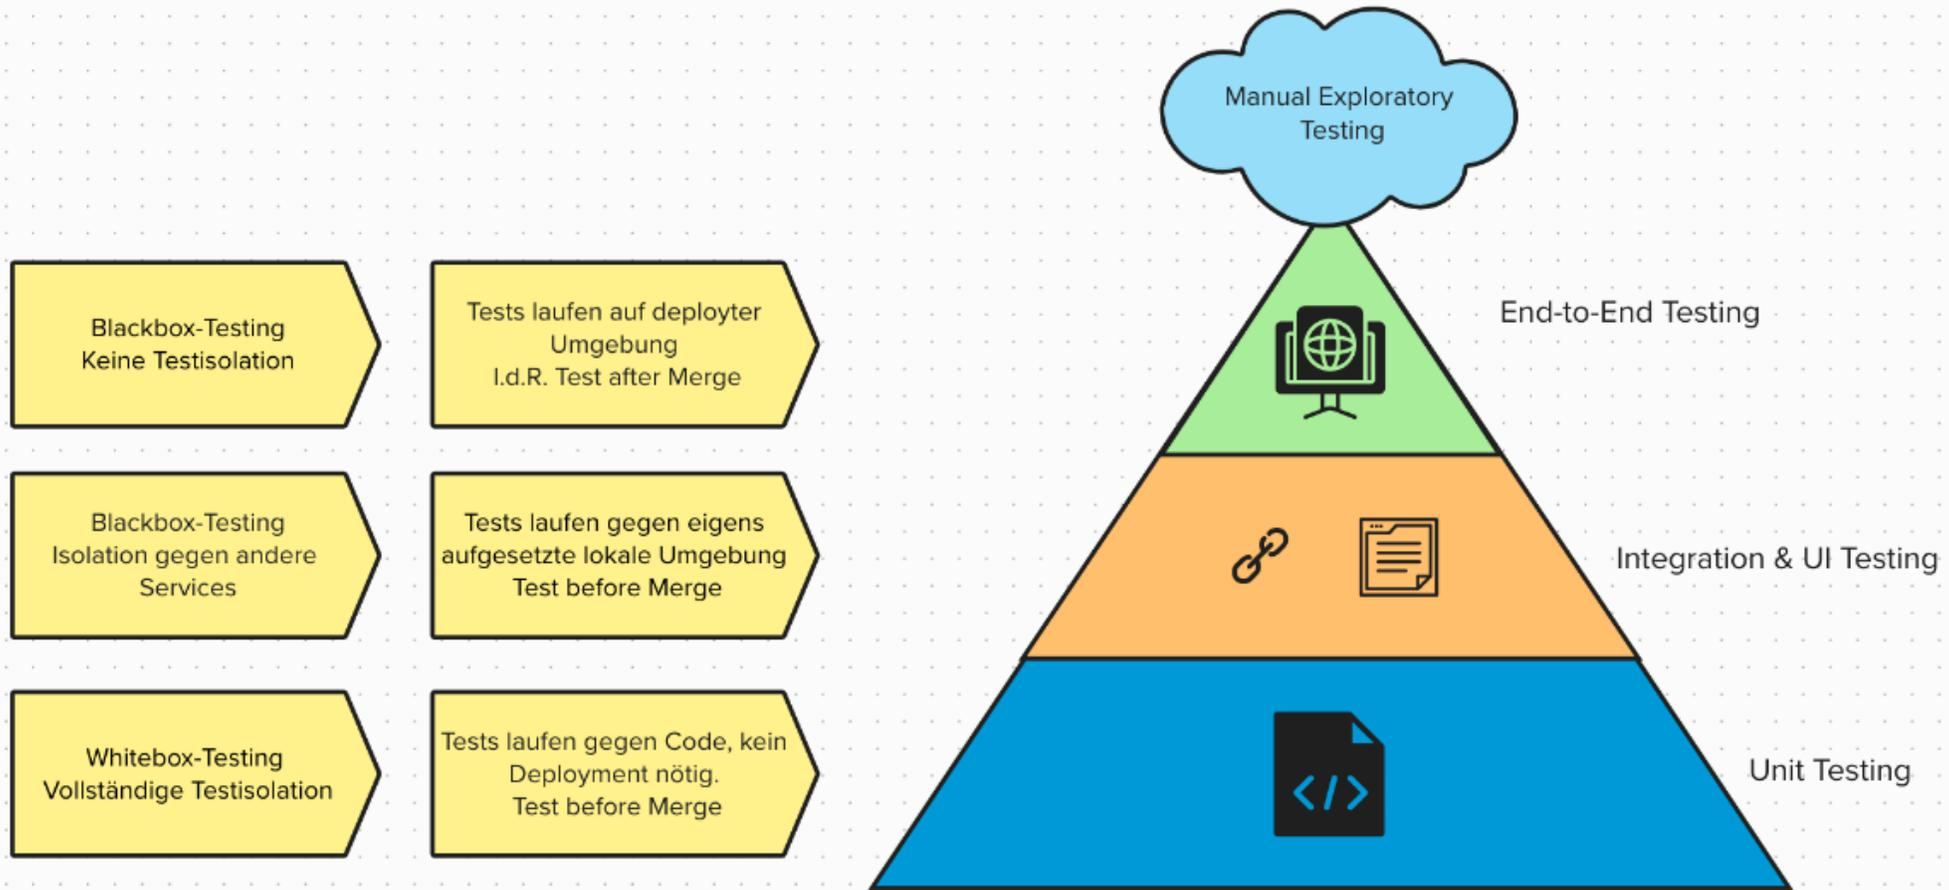 Manual Exploratory
Testing
Blackbox-Testing
Keine Testisolation
Tests laufen auf deployter
Umgebung
I.d.R. Test after Merge
End-to-End Testing
Blackbox-Testing
Isolation gegen andere
Services
Tests laufen gegen eigens
aufgesetzte lokale Umgebung
Test before Merge
Integration & UI Testing
Whitebox-Testing
Vollständige Testisolation
Tests laufen gegen Code, kein
Deployment nötig.
Test before Merge
</>
Unit Testing